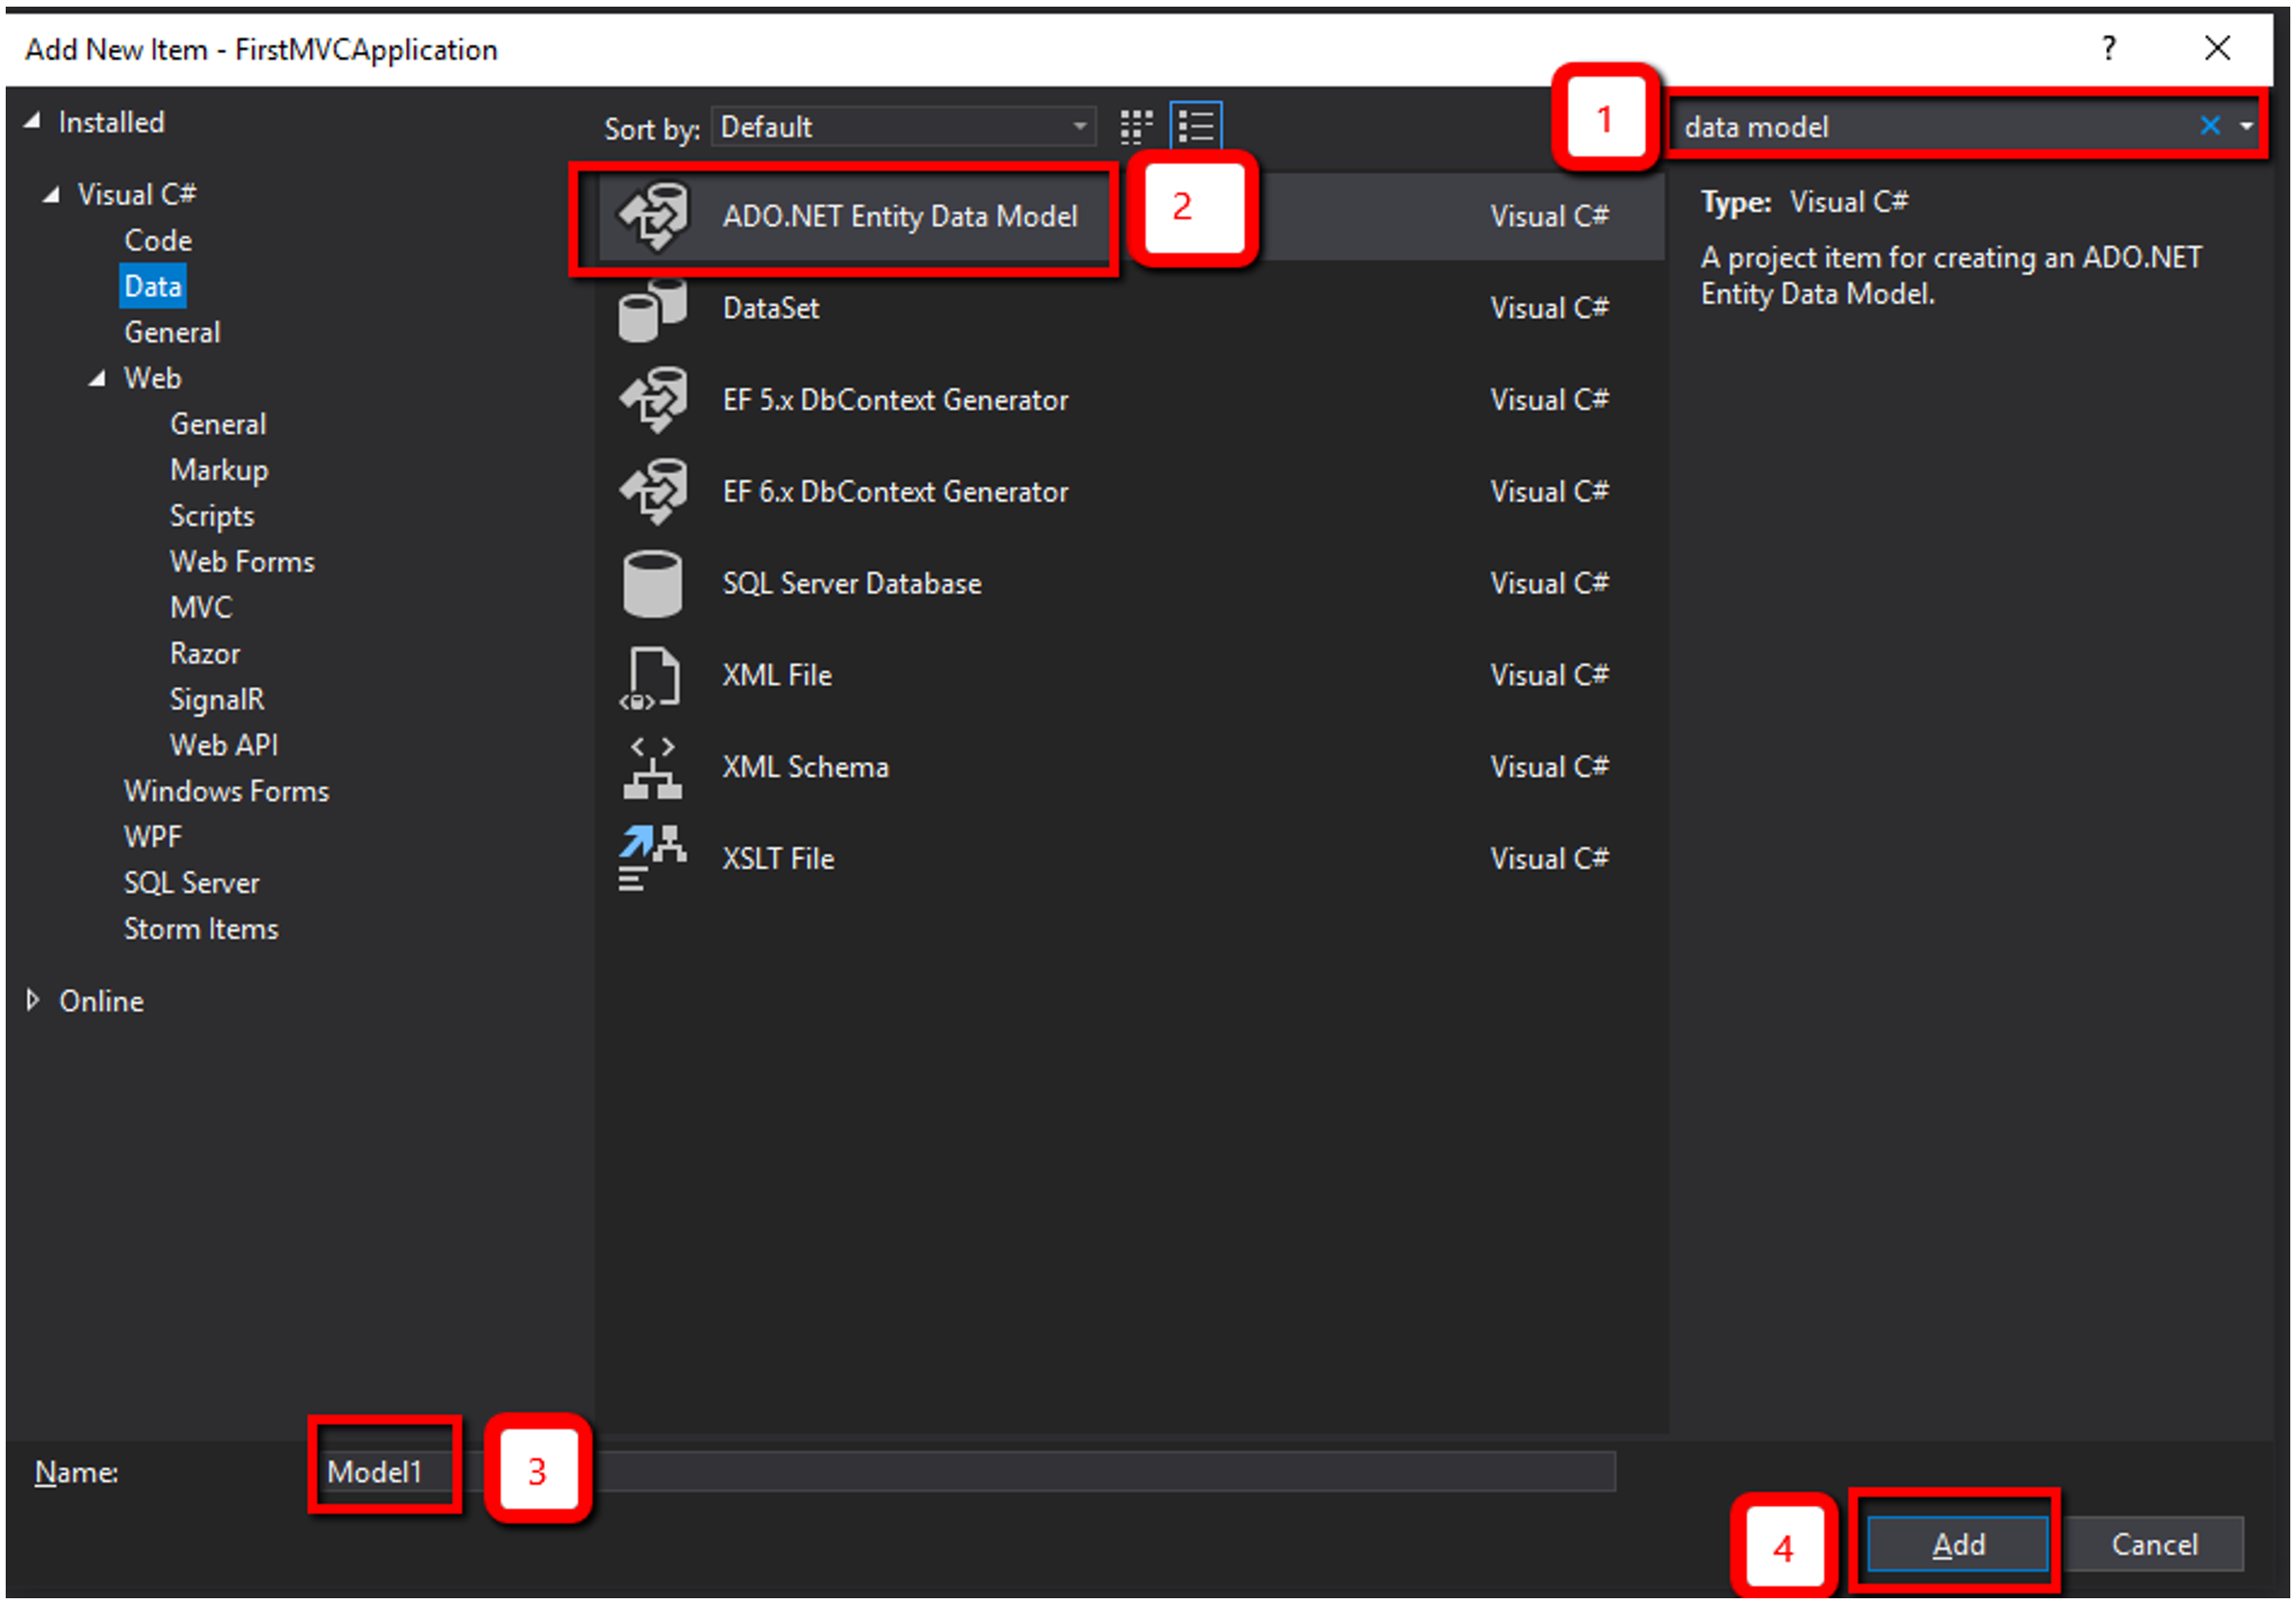 Add New Item - FirstMVCApplication
?
Installed
Sort by: Default
1
data model
Visual C#
Code
Data
General
Web
General
Markup
Scripts
Web Forms
MVC
Razor
SignalR
Web API
Windows Forms
WPF
SQL Server
Storm Items
Online
ADO.NET Entity Data Model
2
Visual C#
DataSet
Visual C#
EF 5.x DbContext Generator
Visual C#
EF 6.x DbContext Generator
Visual C#
SQL Server Database
Visual C#
XML File
Visual C#
XML Schema
Visual C#
XSLT File
Visual C#
Type: Visual C#
A project item for creating an ADO.NET
Entity Data Model.
Name:
Model1
3
4
Add
Cancel